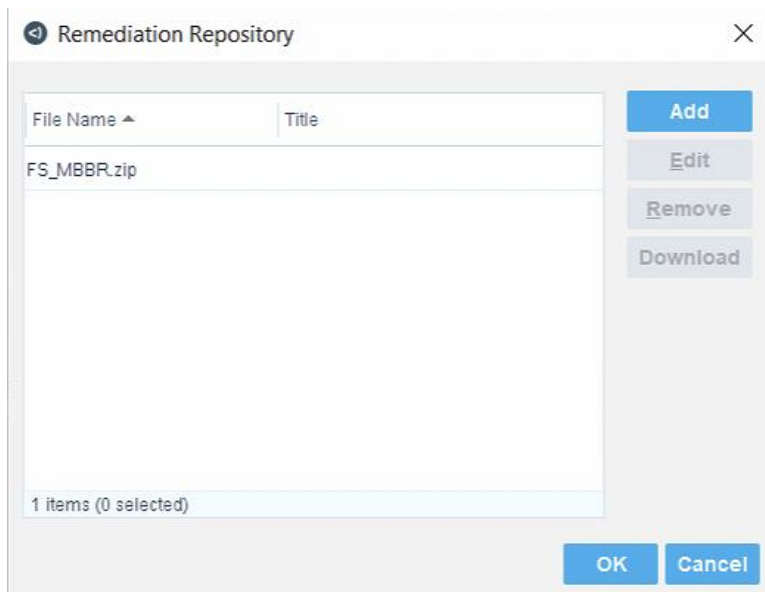 Remediation Repository
File Name Title
Add
FS_MBBR.zip
Edit
Remove
Download
1 items (0 selected)
OK Cancel